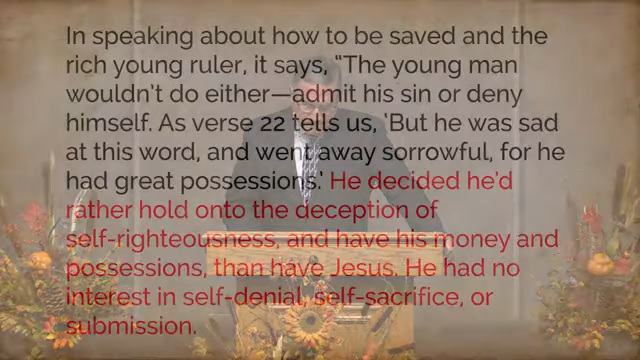 In speaking about how to be saved and the
rich young ruler, it says, “The young man
wouldn't do either—admit his sin or deny
himself. As verse 22 tells us, 'But he was sad
at this word, and went away sorrowful, for he
had great possessions.' He decided he'd
rather hold onto the deception of
self-righteousness, and have his money and
possessions, than have Jesus. He had no
interest in self-denial, self-sacrifice, or
submission.